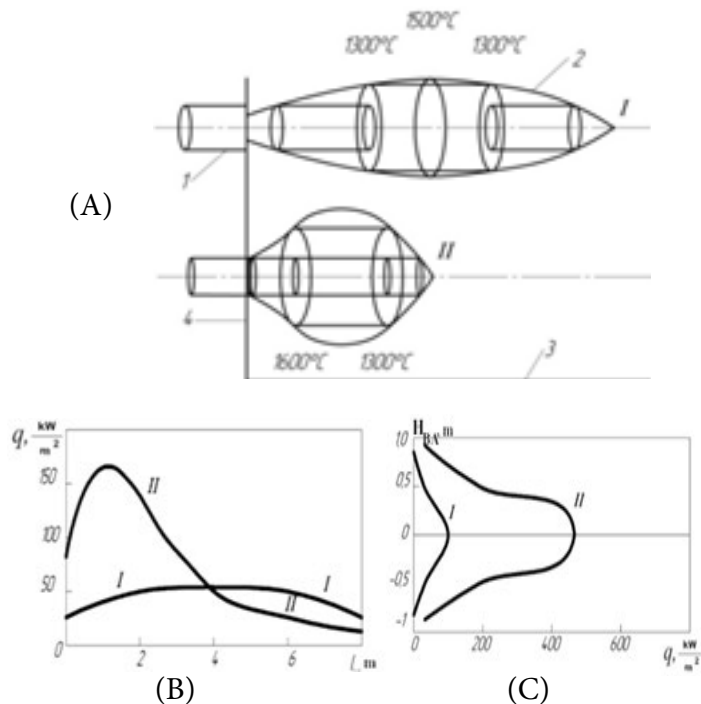 1500°C
1300°C 1300°C
2
I
1
(A)
II
4
1600°C 1300°C
3
q, kW/m²
150
100
50
0
II
I I
II
2 4 6 L m
(B)
H_BA, m
1,0
0,5
0
-0,5
-1
I II
0 200 400 600
q, kW/m²
(C)